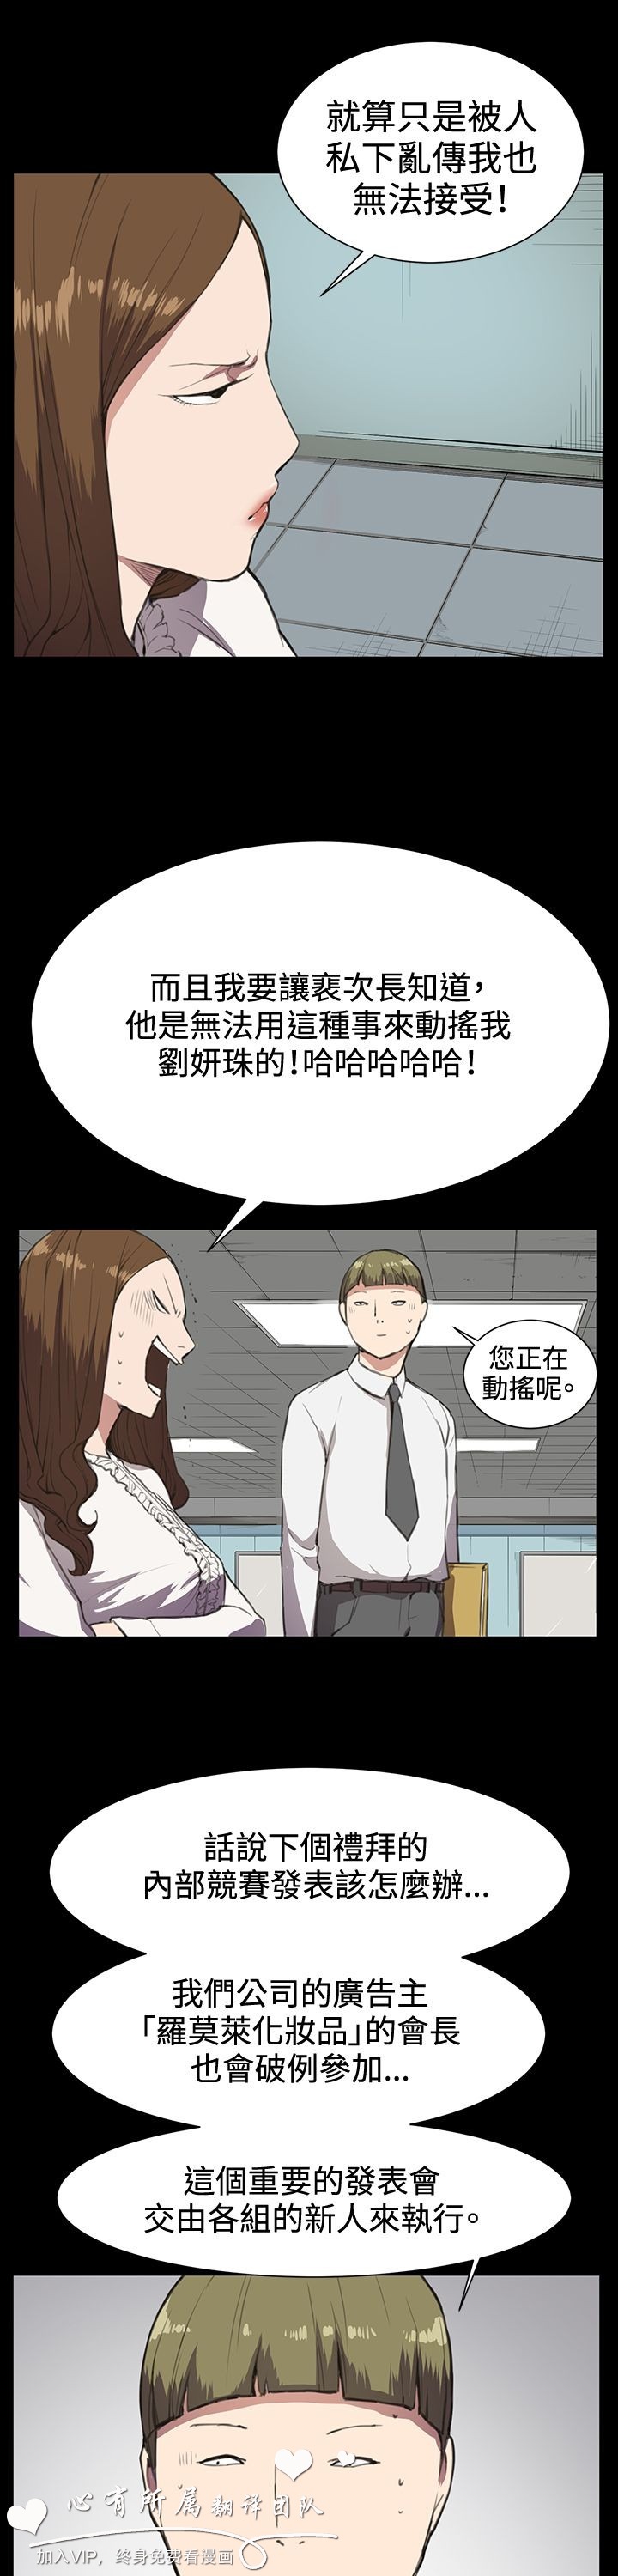 就算只是被人
私下亂傳我也
無法接受!
而且我要讓裵次長知道,
他是無法用這種事來動搖我
劉妍珠的!哈哈哈哈哈!
您正在
動搖呢。
話說下個禮拜的
內部競賽發表該怎麼辦...
我們公司的廣告主
「羅莫萊化妝品」的會長
也會破例參加...
這個重要的發表會
交由各組的新人來執行。
心有所属翻译团队
加入VIP，终身免费看漫画